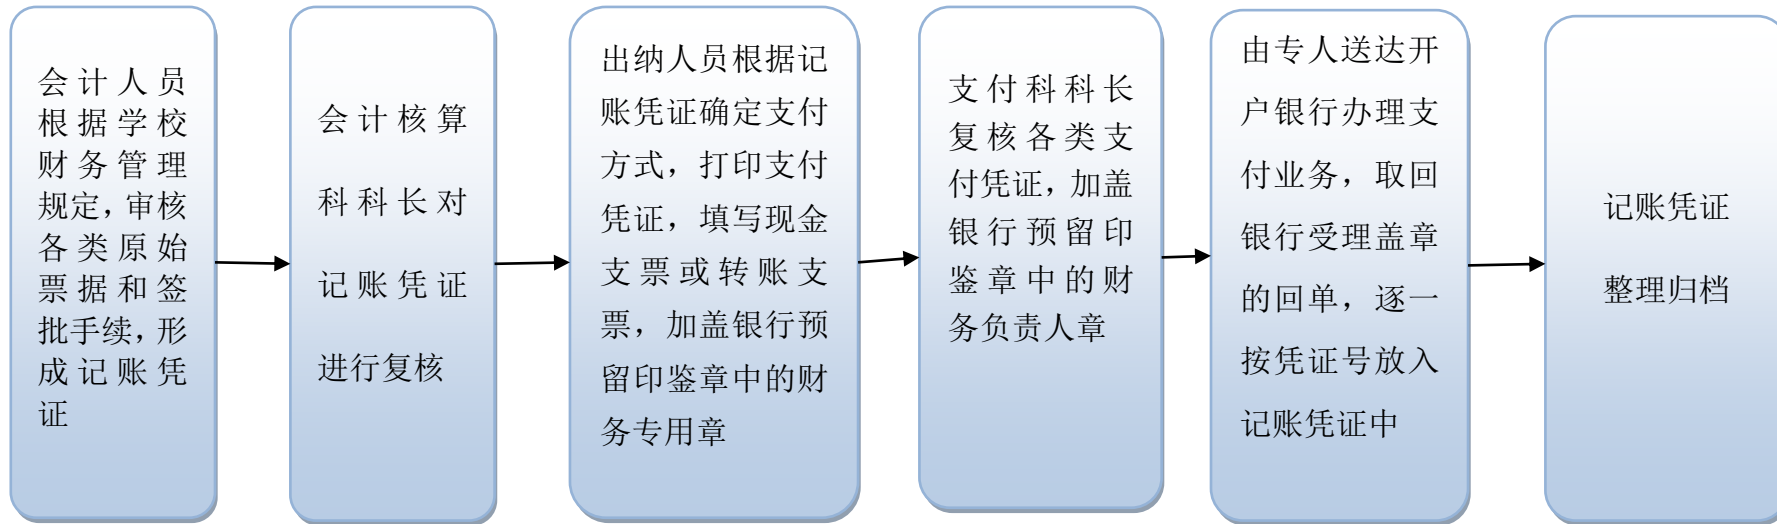 会计人员
根据学校
财务管理
规定，审核
各类原始
票据和签
批手续，形
成记账凭
证
会计核算
科科长对
记账凭证
进行复核
出纳人员根据记
账凭证确定支付
方式，打印支付
凭证，填写现金
支票或转账支
票，加盖银行预
留印鉴章中的财
务专用章
支付科科长
复核各类支
付凭证，加盖
银行预留印
鉴章中的财
务负责人章
由专人送达开
户银行办理支
付业务，取回
银行受理盖章
的回单，逐一
按凭证号放入
记账凭证中
记账凭证
整理归档